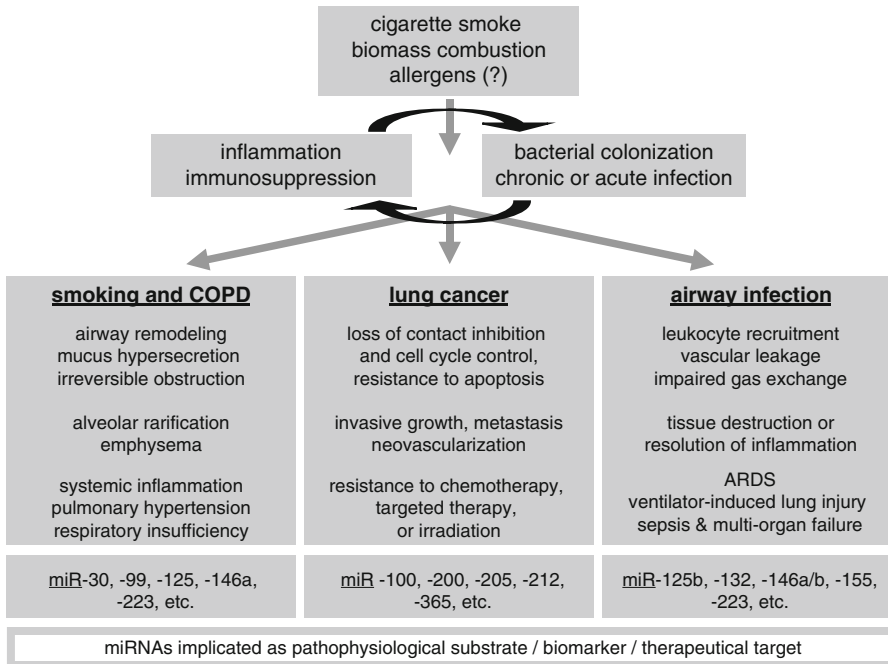 cigarette smoke
biomass combustion
allergens (?)
inflammation
immunosuppression
bacterial colonization
chronic or acute infection
smoking and COPD
airway remodeling
mucus hypersecretion
irreversible obstruction
alveolar rarification
emphysema
systemic inflammation
pulmonary hypertension
respiratory insufficiency
miR-30, -99, -125, -146a,
-223, etc.
lung cancer
loss of contact inhibition
and cell cycle control,
resistance to apoptosis
invasive growth, metastasis
neovascularization
resistance to chemotherapy,
targeted therapy,
or irradiation
miR -100, -200, -205, -212,
-365, etc.
airway infection
leukocyte recruitment
vascular leakage
impaired gas exchange
tissue destruction or
resolution of inflammation
ARDS
ventilator-induced lung injury
sepsis & multi-organ failure
miR-125b, -132, -146a/b, -155,
-223, etc.
miRNAs implicated as pathophysiological substrate / biomarker / therapeutical target